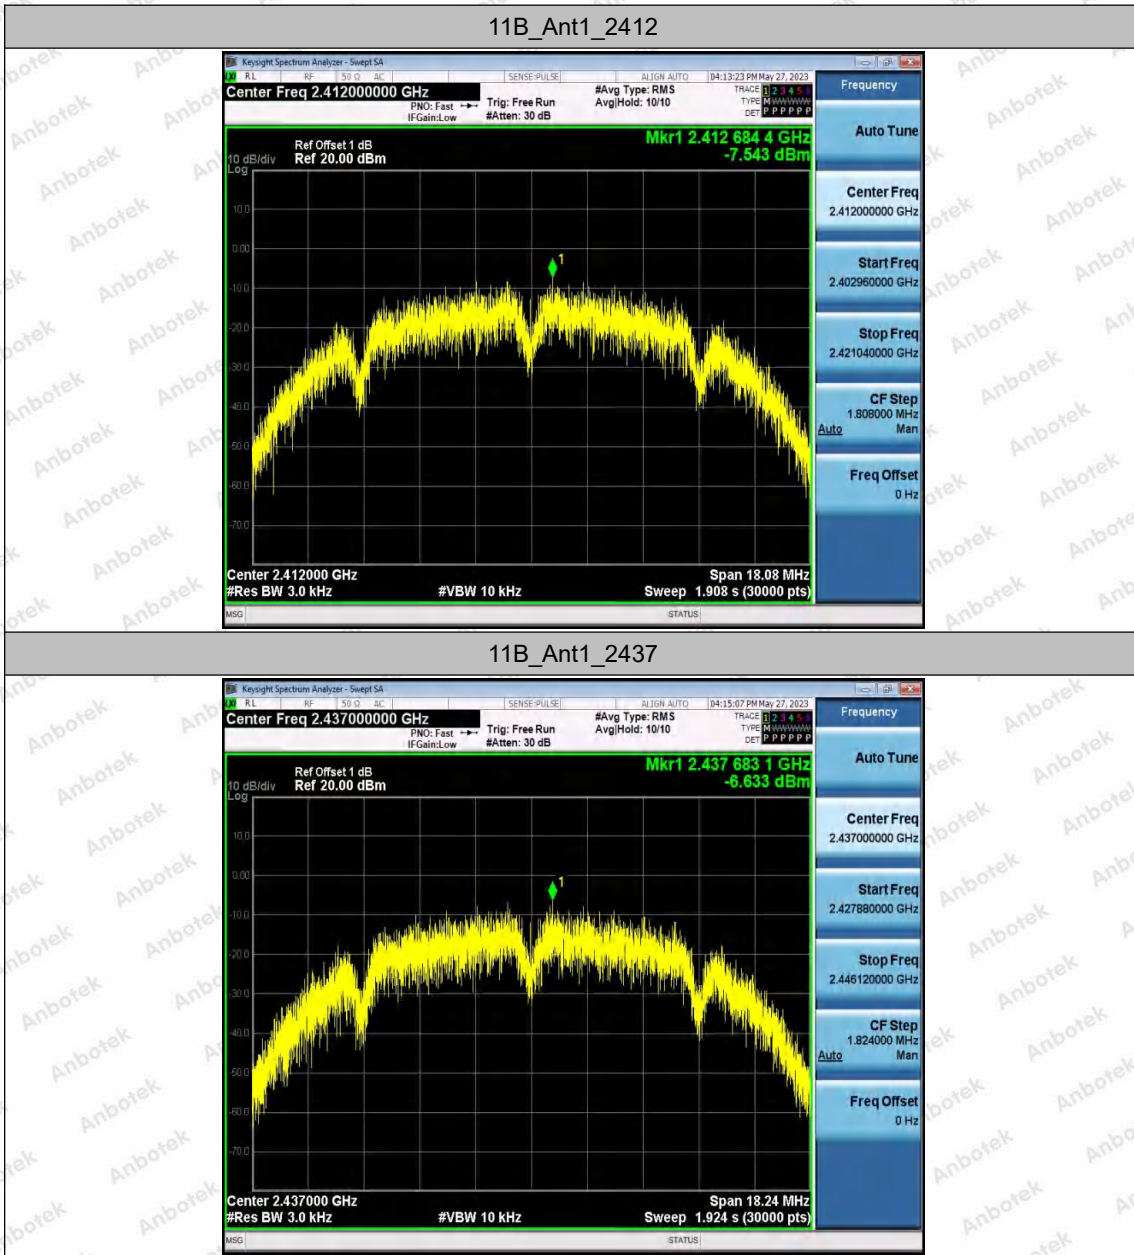 11B_Ant1_2412
Keysight Spectrum Analyzer - Swept SA
RL RF 50 Ω AC SENSE:PULSE ALIGN AUTO 04:13:23 PM May 27, 2023
Center Freq 2.412000000 GHz
PNO: Fast
IFGain:Low
Trig: Free Run
#Atten: 30 dB
#Avg Type: RMS
Avg|Hold: 10/10
TRACE 1 2 3 4 5 6
TYPE M
DET P P P P P P
Frequency
Mkr1 2.412 684 4 GHz
-7.543 dBm
Ref Offset 1 dB
10 dB/div Ref 20.00 dBm
Log
10.0
0.00
-10.0
-20.0
-30.0
-40.0
-50.0
-60.0
-70.0
1
Center 2.412000 GHz
Span 18.08 MHz
#Res BW 3.0 kHz
#VBW 10 kHz
Sweep 1.908 s (30000 pts)
MSG
STATUS
Auto Tune
Center Freq
2.412000000 GHz
Start Freq
2.402960000 GHz
Stop Freq
2.421040000 GHz
CF Step
1.808000 MHz
Auto Man
Freq Offset
0 Hz
11B_Ant1_2437
Keysight Spectrum Analyzer - Swept SA
RL RF 50 Ω AC SENSE:PULSE ALIGN AUTO 04:15:07 PM May 27, 2023
Center Freq 2.437000000 GHz
PNO: Fast
IFGain:Low
Trig: Free Run
#Atten: 30 dB
#Avg Type: RMS
Avg|Hold: 10/10
TRACE 1 2 3 4 5 6
TYPE M
DET P P P P P P
Frequency
Mkr1 2.437 683 1 GHz
-6.633 dBm
Ref Offset 1 dB
10 dB/div Ref 20.00 dBm
Log
10.0
0.00
-10.0
-20.0
-30.0
-40.0
-50.0
-60.0
-70.0
1
Center 2.437000 GHz
Span 18.24 MHz
#Res BW 3.0 kHz
#VBW 10 kHz
Sweep 1.924 s (30000 pts)
MSG
STATUS
Auto Tune
Center Freq
2.437000000 GHz
Start Freq
2.427880000 GHz
Stop Freq
2.446120000 GHz
CF Step
1.824000 MHz
Auto Man
Freq Offset
0 Hz
Anbotek